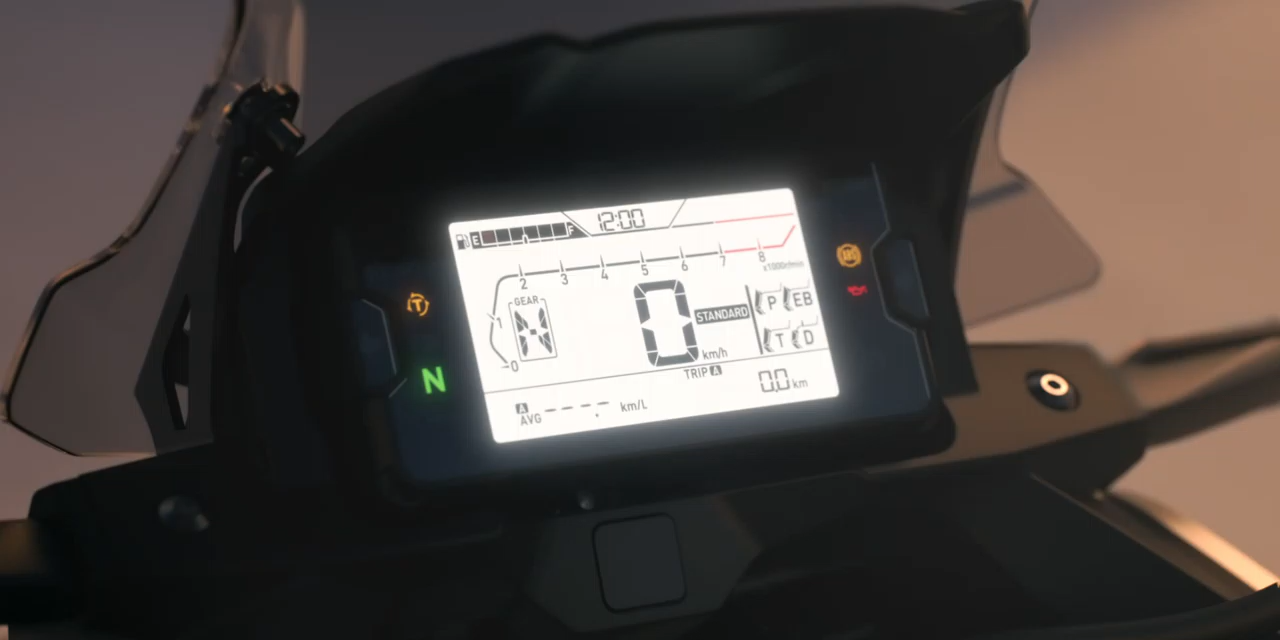 E F 12:00
2 3 4 5 6 7 8
x1000r/min
GEAR
1
N
0
0
km/h
STANDARD
P EB
T D
T
N
ABS
TRIP A
0.0 km
A
AVG ----.- km/L